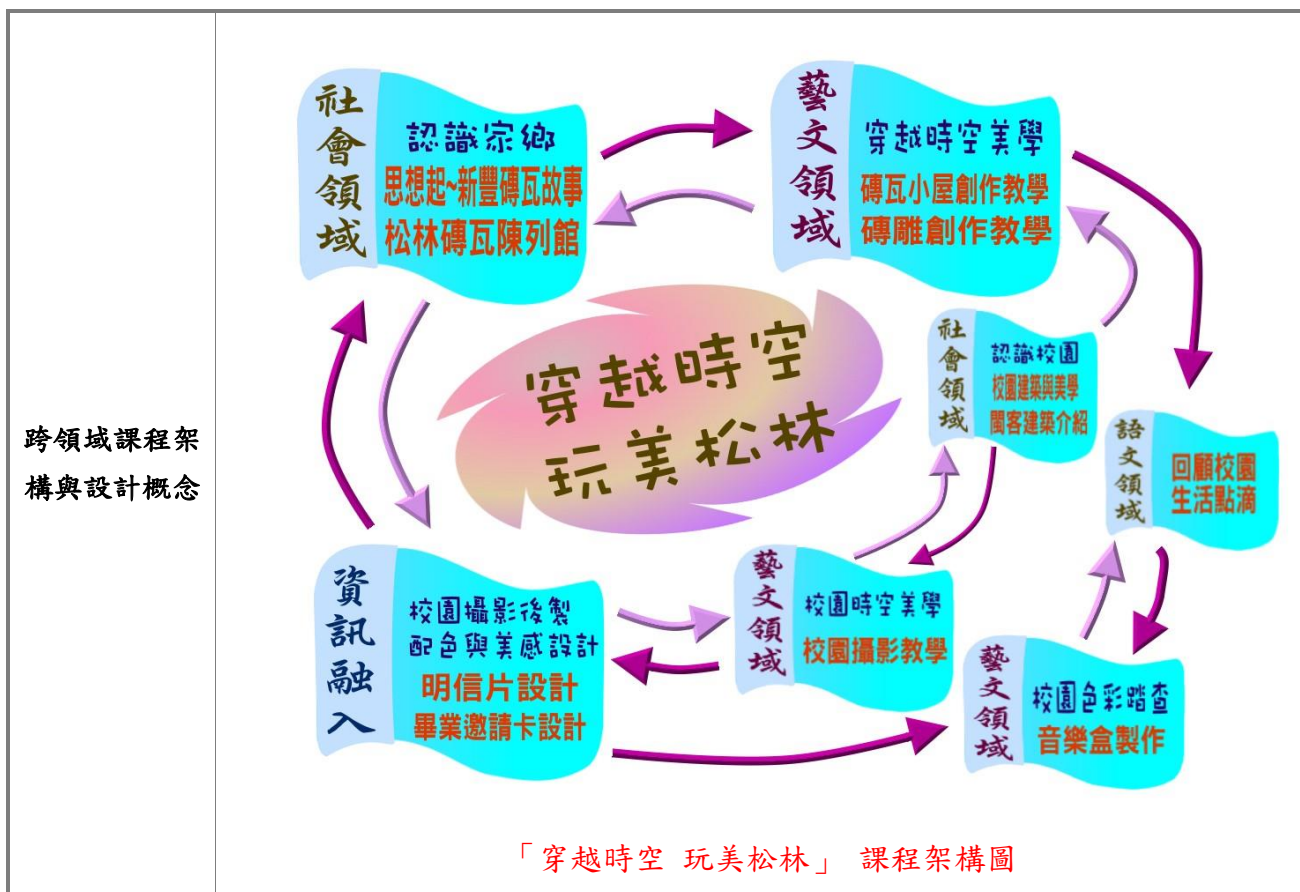 跨領域課程架
構與設計概念
社會領域
認識家鄉
思想起~新豐磚瓦故事
松林磚瓦陳列館
藝文領域
穿越時空美學
磚瓦小屋創作教學
磚雕創作教學
穿越時空
玩美松林
社會領域
認識校園
校園建築與美學
閩客建築介紹
語文領域
回顧校園
生活點滴
資訊融入
校園攝影後製
配色與美感設計
明信片設計
畢業邀請卡設計
藝文領域
校園時空美學
校園攝影教學
藝文領域
校園色彩踏查
音樂盒製作
「穿越時空 玩美松林」 課程架構圖